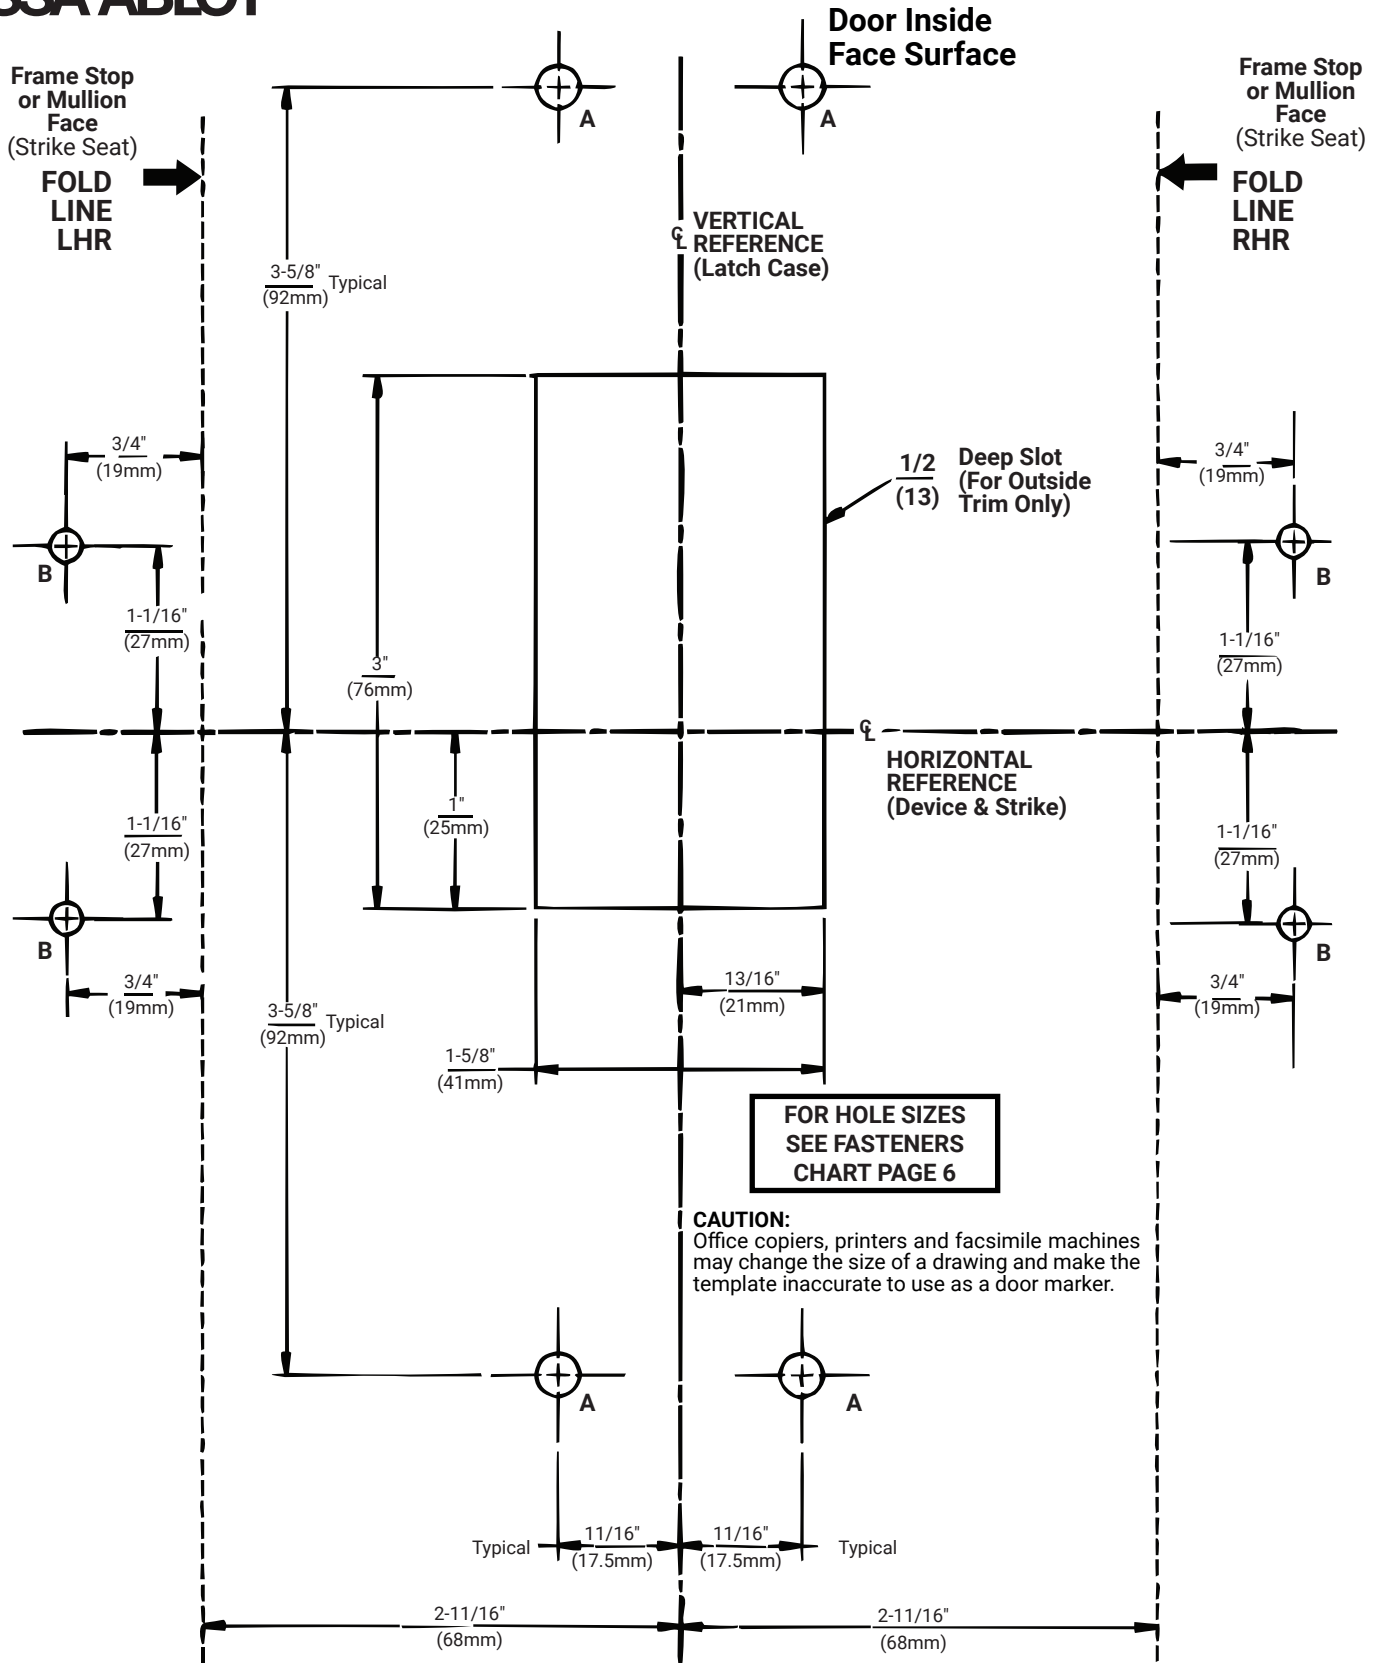 ABLOY
Door Inside
Face Surface
Frame Stop
or Mullion
Face
(Strike Seat)
FOLD
LINE
LHR
A
A
Frame Stop
or Mullion
Face
(Strike Seat)
FOLD
LINE
RHR
℄ VERTICAL
REFERENCE
(Latch Case)
3-5/8"
(92mm) Typical
3/4"
(19mm)
1/2
(13)
Deep Slot
(For Outside
Trim Only)
3/4"
(19mm)
B
B
1-1/16"
(27mm)
3"
(76mm)
1-1/16"
(27mm)
℄
HORIZONTAL
REFERENCE
(Device & Strike)
1-1/16"
(27mm)
1"
(25mm)
1-1/16"
(27mm)
B
B
3/4"
(19mm)
13/16"
(21mm)
3/4"
(19mm)
3-5/8"
(92mm) Typical
1-5/8"
(41mm)
FOR HOLE SIZES
SEE FASTENERS
CHART PAGE 6
CAUTION:
Office copiers, printers and facsimile machines
may change the size of a drawing and make the
template inaccurate to use as a door marker.
A
A
Typical
11/16"
(17.5mm)
11/16"
(17.5mm)
Typical
2-11/16"
(68mm)
2-11/16"
(68mm)